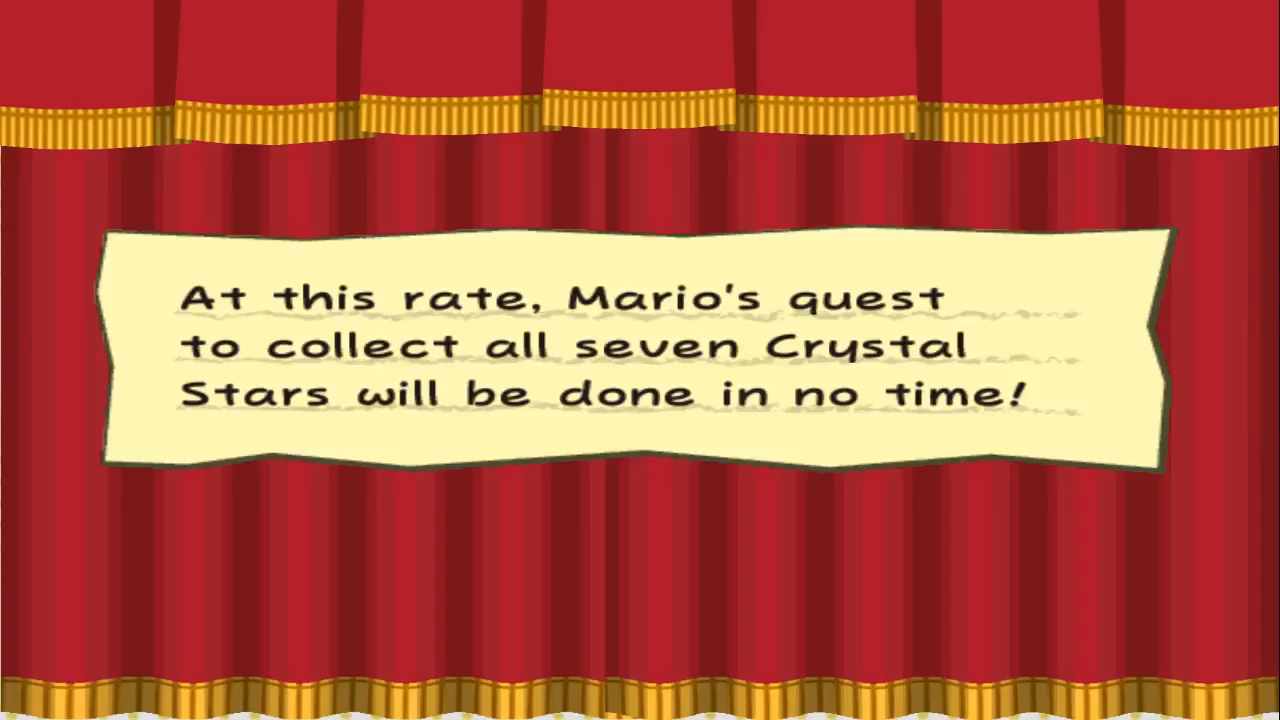 At this rate, Mario's quest
to collect all seven Crystal
Stars will be done in no time!